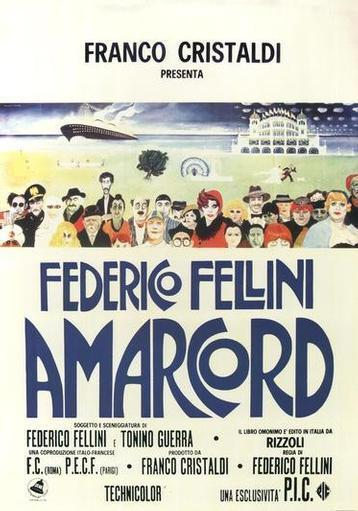 FRANCO CRISTALDI
PRESENTA
FEDERICO FELLINI
AMARCORD
SOGGETTO E SCENEGGIATURA DI
FEDERICO FELLINI E TONINO GUERRA •
IL LIBRO OMONIMO È EDITO IN ITALIA DA
RIZZOLI
UNA COPRODUZIONE ITALO-FRANCESE
F.C. (ROMA) P.E.C.F. (PARIGI) •
PRODOTTO DA
FRANCO CRISTALDI •
REGIA DI
FEDERICO FELLINI
TECHNICOLOR
UNA ESCLUSIVITA' P.I.C.